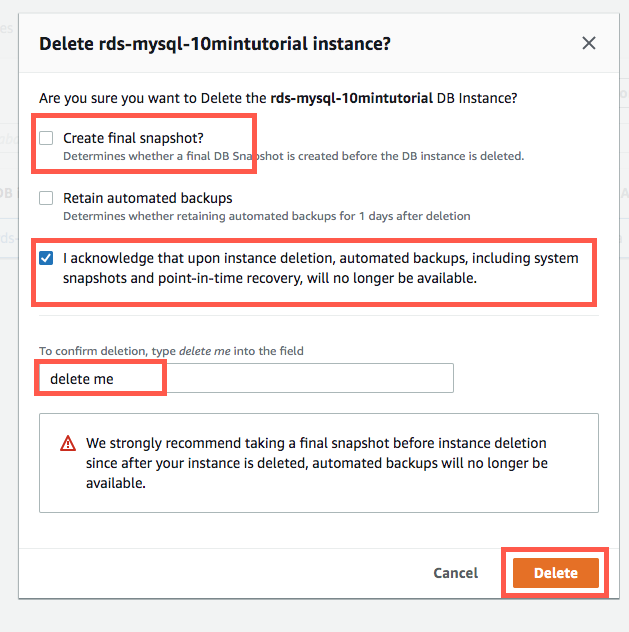 Delete rds-mysql-10mintutorial instance?
Are you sure you want to Delete the rds-mysql-10mintutorial DB Instance?
Create final snapshot?
Determines whether a final DB Snapshot is created before the DB instance is deleted.
Retain automated backups
Determines whether retaining automated backups for 1 days after deletion
I acknowledge that upon instance deletion, automated backups, including system
snapshots and point-in-time recovery, will no longer be available.
To confirm deletion, type delete me into the field
delete me
We strongly recommend taking a final snapshot before instance deletion
since after your instance is deleted, automated backups will no longer be
available.
Cancel
Delete